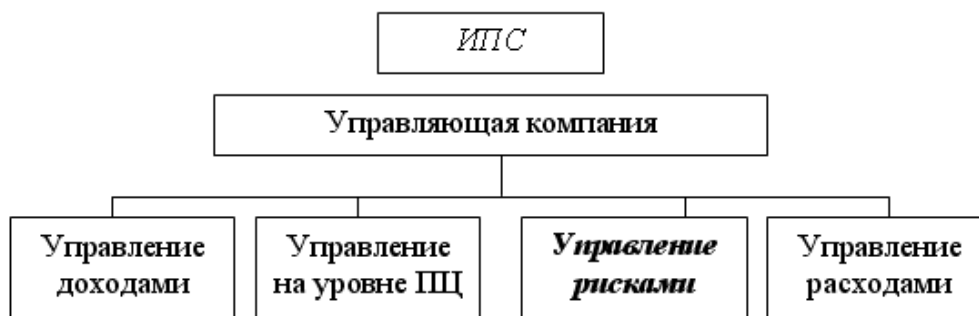 ИПС
Управляющая компания
Управление
доходами
Управление
на уровне ПЦ
Управление
рисками
Управление
расходами